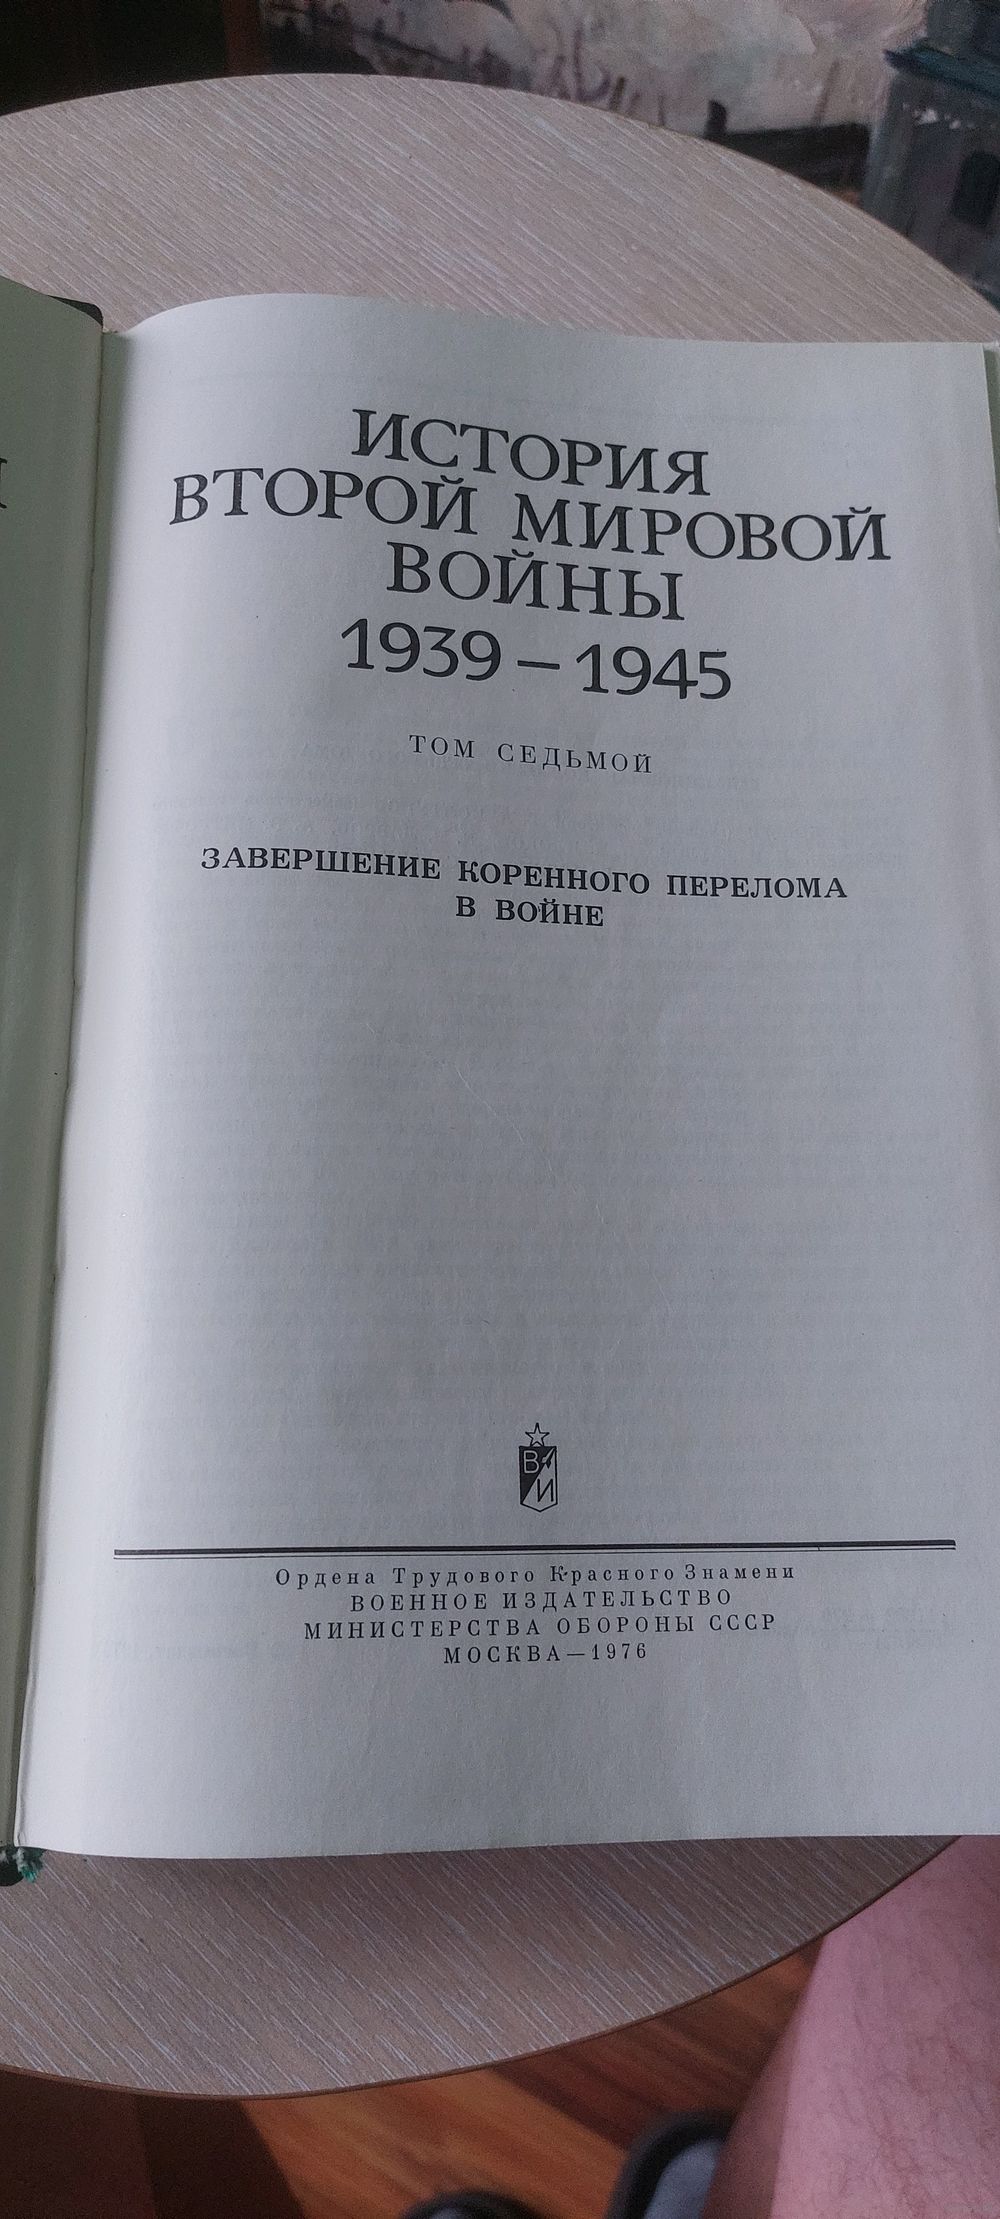 ИСТОРИЯ
ВТОРОЙ МИРОВОЙ
ВОЙНЫ
1939 – 1945
ТОМ СЕДЬМОЙ
ЗАВЕРШЕНИЕ КОРЕННОГО ПЕРЕЛОМА
В ВОЙНЕ
В
И
Ордена Трудового Красного Знамени
ВОЕННОЕ ИЗДАТЕЛЬСТВО
МИНИСТЕРСТВА ОБОРОНЫ СССР
МОСКВА—1976